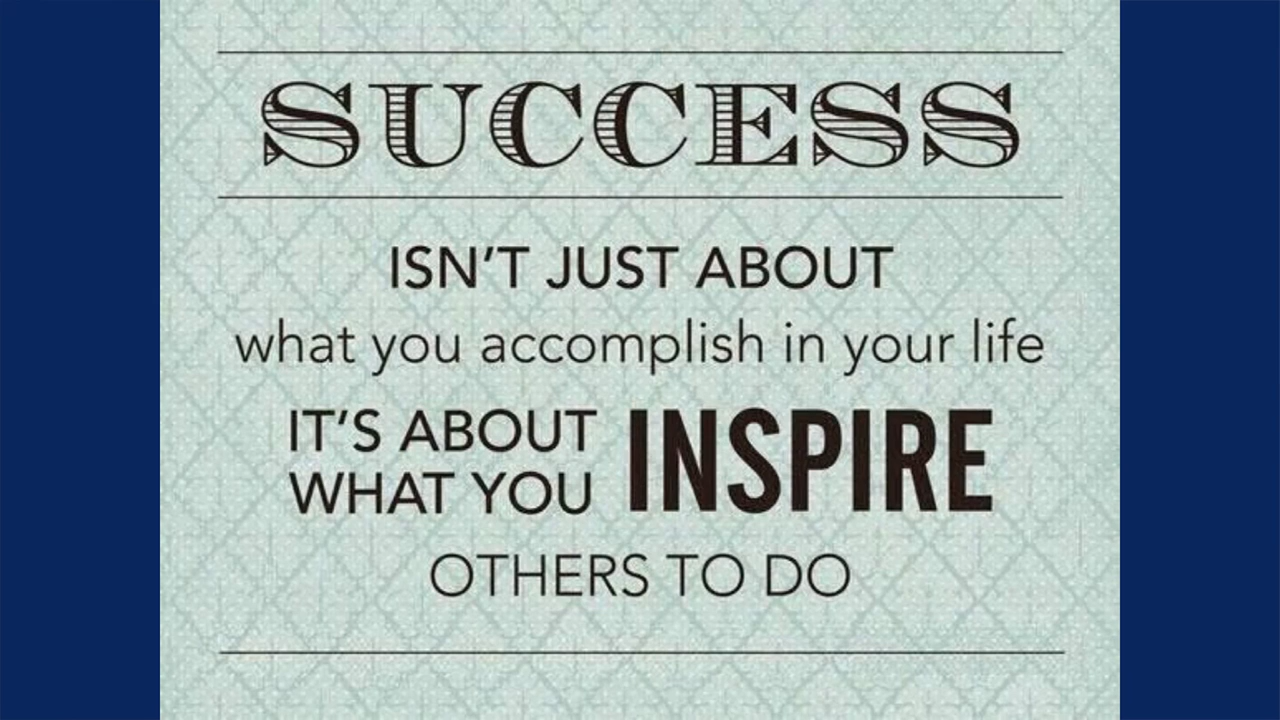 SUCCESS
ISN'T JUST ABOUT
what you accomplish in your life
IT'S ABOUT
WHAT YOU INSPIRE
OTHERS TO DO